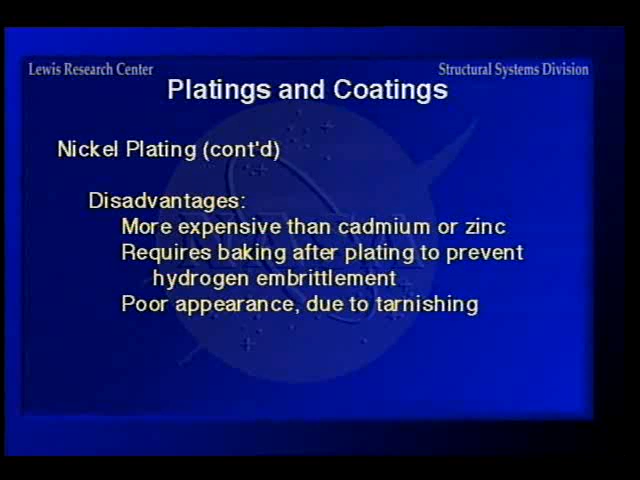 Lewis Research Center
Structural Systems Division
Platings and Coatings
Nickel Plating (cont'd)
Disadvantages:
More expensive than cadmium or zinc
Requires baking after plating to prevent
hydrogen embrittlement
Poor appearance, due to tarnishing